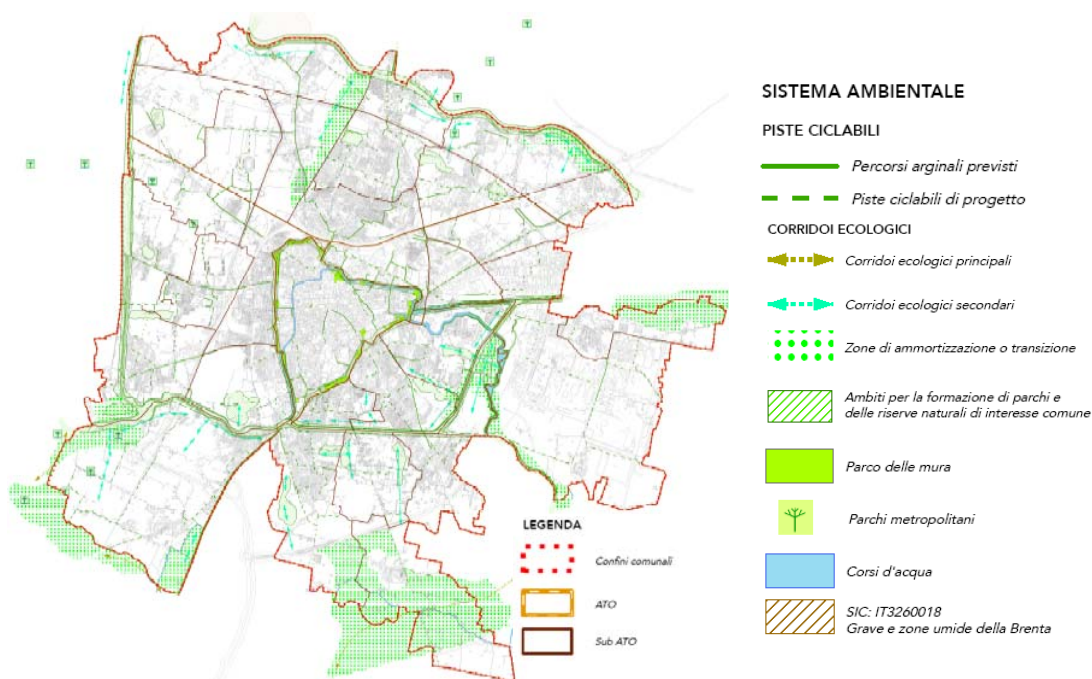 SISTEMA AMBIENTALE
PISTE CICLABILI
Percorsi arginali previsti
Piste ciclabili di progetto
CORRIDOI ECOLOGICI
Corridoi ecologici principali
Corridoi ecologici secondari
Zone di ammortizzazione o transizione
Ambiti per la formazione di parchi e
delle riserve naturali di interesse comune
Parco delle mura
Parchi metropolitani
Corsi d'acqua
SIC: IT3260018
Grave e zone umide della Brenta
LEGENDA
Confini comunali
ATO
Sub ATO